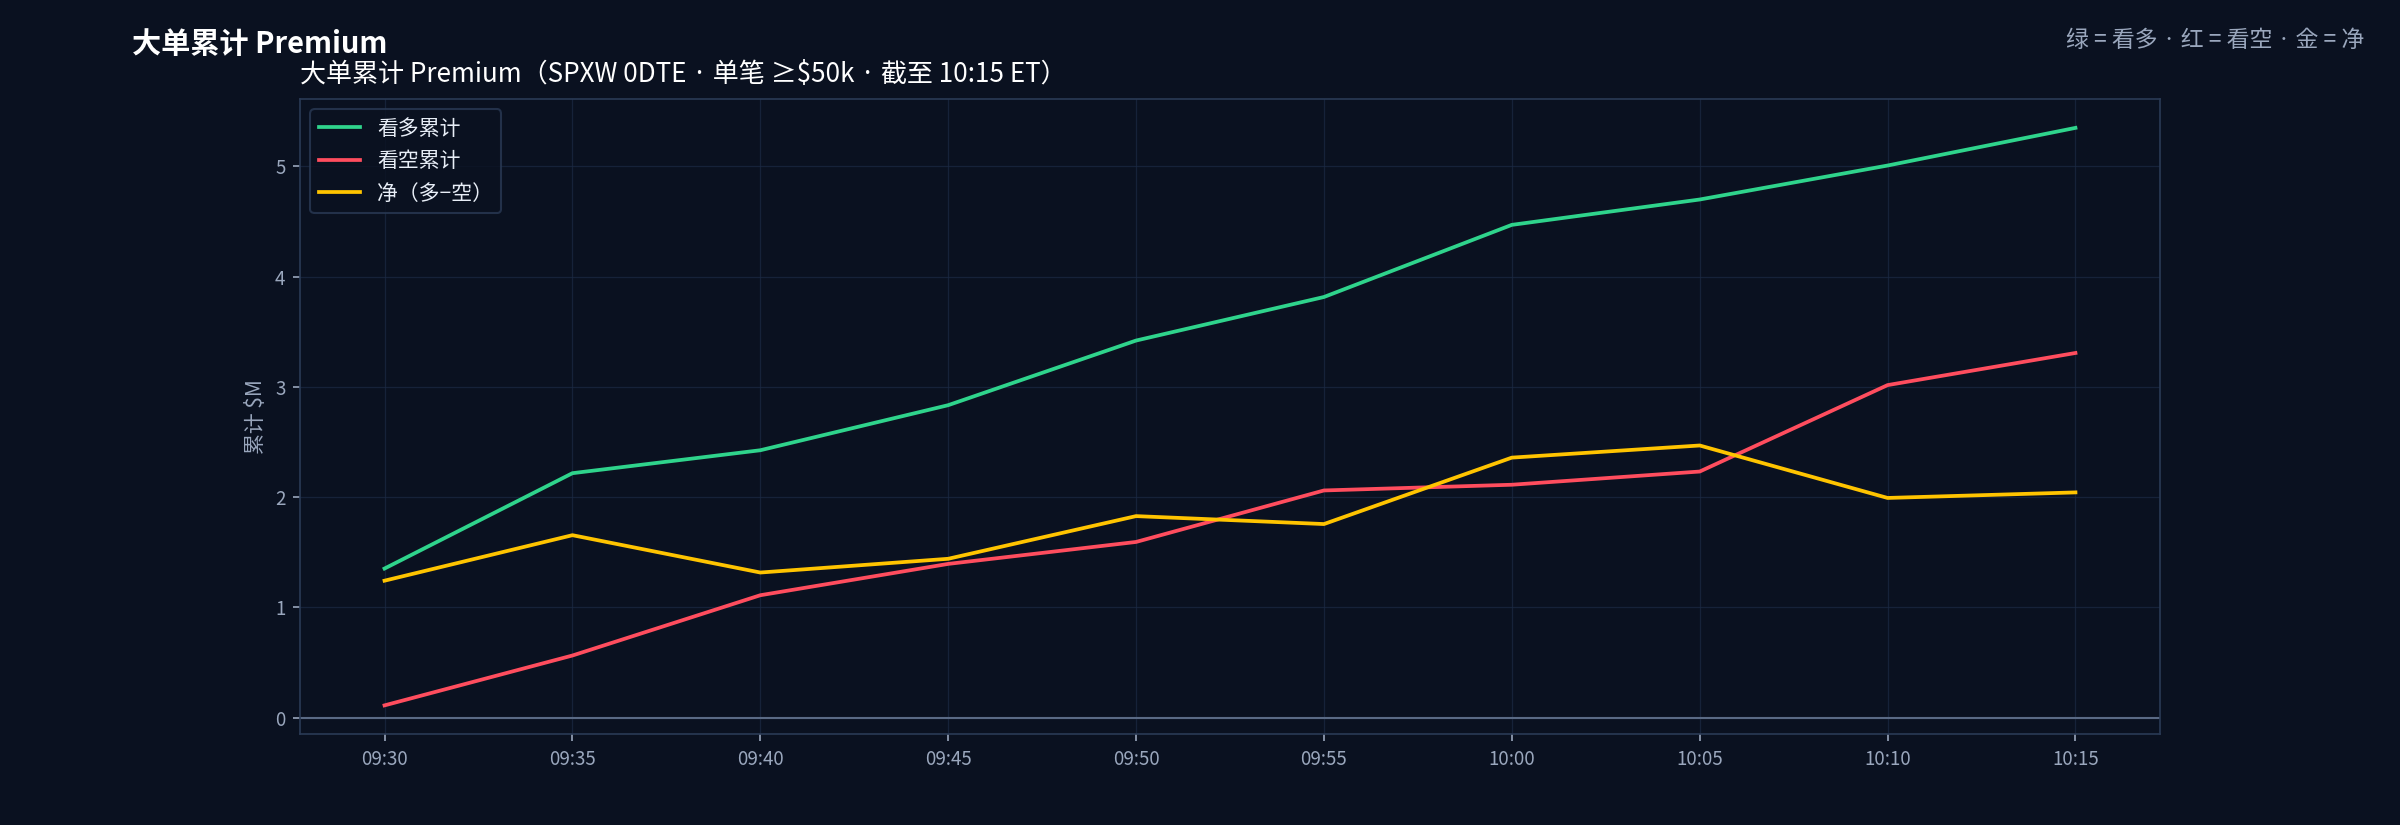 大单累计 Premium
绿 = 看多 · 红 = 看空 · 金 = 净
大单累计 Premium（SPXW 0DTE · 单笔 ≥$50k · 截至 10:15 ET）
看多累计
看空累计
净（多−空）
累计 $M
5
4
3
2
1
0
09:30 09:35 09:40 09:45 09:50 09:55 10:00 10:05 10:10 10:15